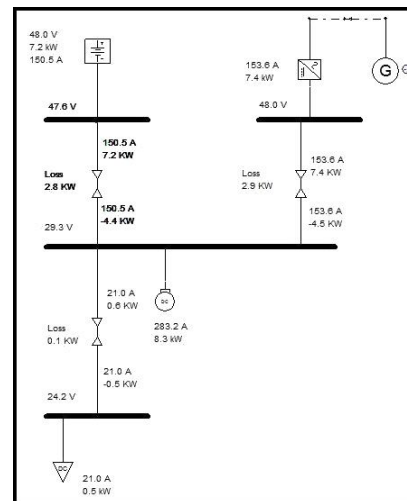 48.0 V
7.2 kW
150.5 A
153.6 A
7.4 kW
G
47.6 V
48.0 V
150.5 A
7.2 KW
Loss
2.8 KW
150.5 A
-4.4 KW
153.6 A
7.4 KW
Loss
2.9 KW
153.6 A
-4.5 KW
29.3 V
21.0 A
0.6 KW
DC
283.2 A
8.3 kW
Loss
0.1 KW
21.0 A
-0.5 KW
24.2 V
DC
21.0 A
0.5 kW